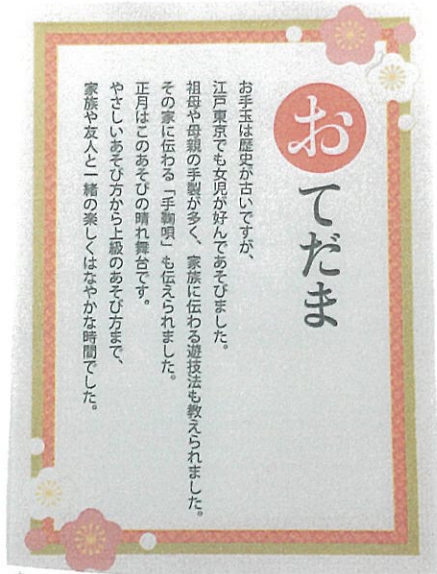 おてだま
お手玉は歴史が古いですが、
江戸東京でも女児が好んであそびました。
祖母や母親の手製が多く、家族に伝わる遊技法も教えられました。
その家に伝わる「手鞠唄」も伝えられました。
正月はこのあそびの晴れ舞台です。
やさしいあそび方から上級のあそび方まで、
家族や友人と一緒の楽しくはなやかな時間でした。